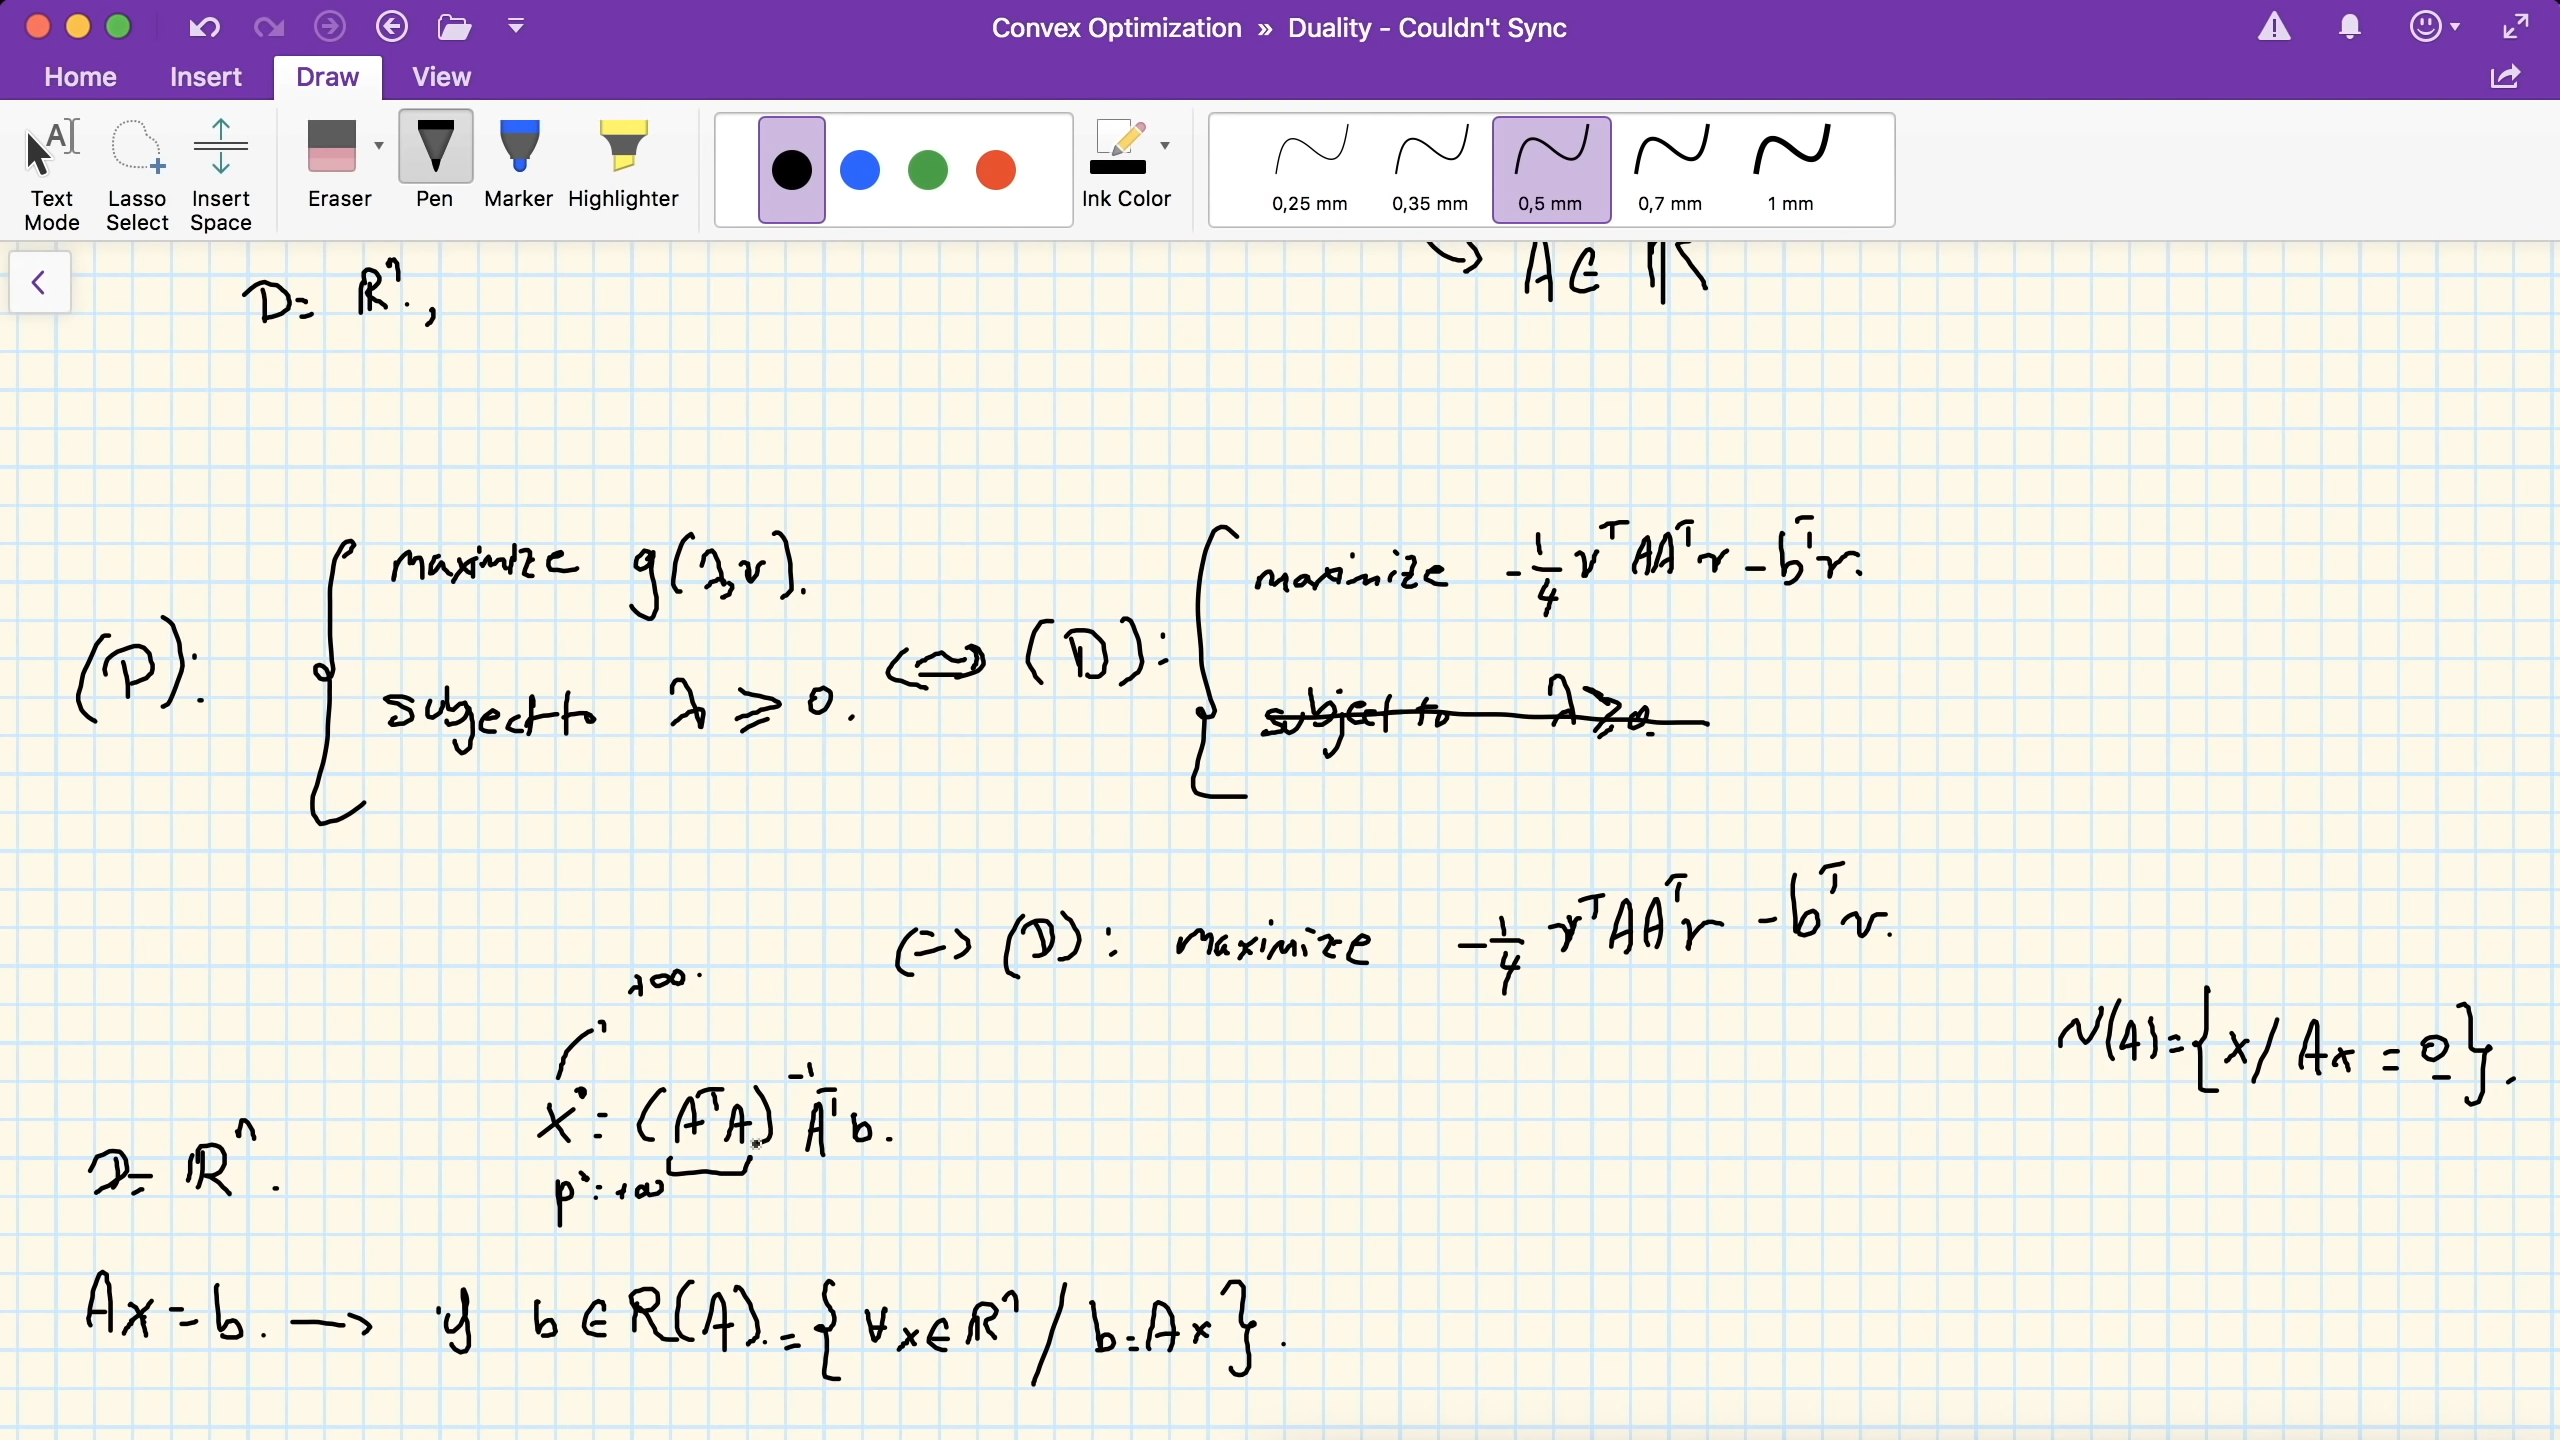 Convex Optimization » Duality - Couldn't Sync
Home Insert Draw View
Text Mode
Lasso Select
Insert Space
Eraser
Pen
Marker
Highlighter
Ink Color
0,25 mm
0,35 mm
0,5 mm
0,7 mm
1 mm
D = ℝⁿ.,
A ∈ ℝ
(P): { maximize g(λ,ν).
subject to λ ⩾ 0.
⟺ (D): { maximize -1/4 νᵀAAᵀν - bᵀν.
subject to λ ⩾ 0.
⟺ (D): maximize -1/4 νᵀAAᵀν - bᵀν.
+∞.
N(A) = {x / Ax = 0}.
D = ℝⁿ.
x* = (AᵀA)⁻¹Aᵀb.
p* = +∞
Ax = b. → if b ∈ R(A). = {∀x ∈ ℝⁿ / b = Ax}.